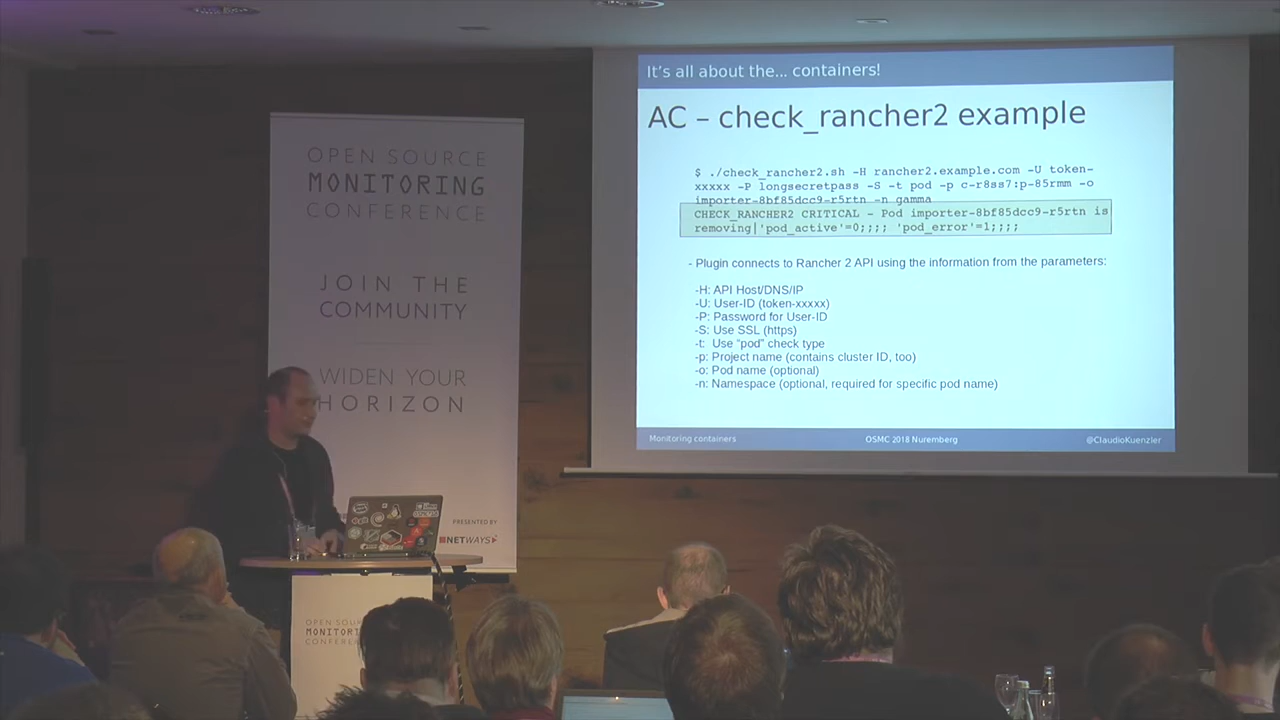 OPEN SOURCE
MONITORING
CONFERENCE
JOIN THE
COMMUNITY
WIDEN YOUR
HORIZON
PRESENTED BY
NETWAYS
OPEN
MONITOR
It's all about the... containers!
AC – check_rancher2 example
$ ./check_rancher2.sh -H rancher2.example.com -U token-
xxxxx -P longsecretpass -S -t pod -p c-r8ss7:p-85rmm -o
importer-8bf85dcc9-r5rtn -n gamma
CHECK_RANCHER2 CRITICAL - Pod importer-8bf85dcc9-r5rtn is
removing|'pod_active'=0;;;; 'pod_error'=1;;;;
- Plugin connects to Rancher 2 API using the information from the parameters:
-H: API Host/DNS/IP
-U: User-ID (token-xxxxx)
-P: Password for User-ID
-S: Use SSL (https)
-t: Use "pod" check type
-p: Project name (contains cluster ID, too)
-o: Pod name (optional)
-n: Namespace (optional, required for specific pod name)
Monitoring containers
OSMC 2018 Nuremberg
@ClaudioKuenzler